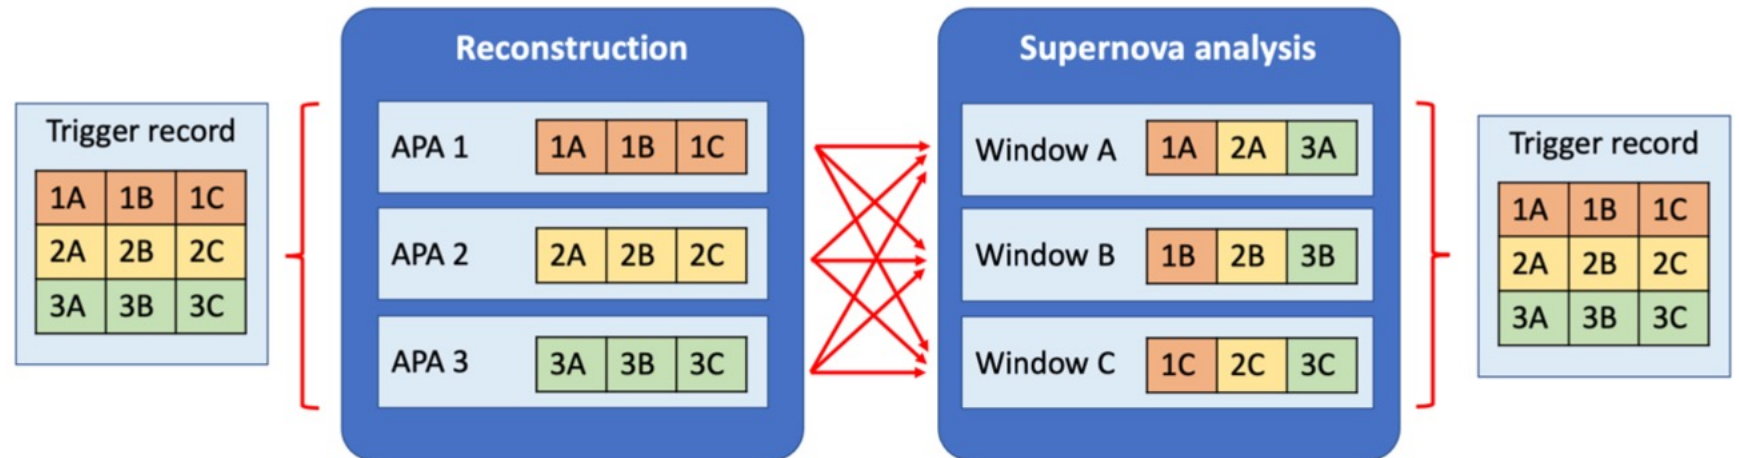 Trigger record
1A 1B 1C
2A 2B 2C
3A 3B 3C
Reconstruction
APA 1 1A 1B 1C
APA 2 2A 2B 2C
APA 3 3A 3B 3C
Supernova analysis
Window A 1A 2A 3A
Window B 1B 2B 3B
Window C 1C 2C 3C
Trigger record
1A 1B 1C
2A 2B 2C
3A 3B 3C